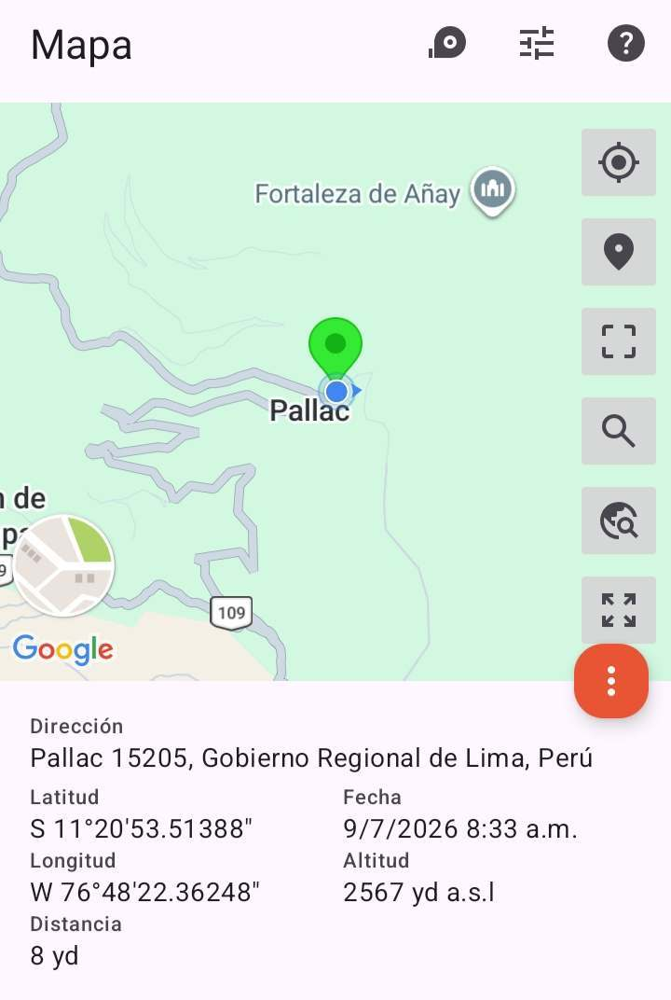 Mapa
Fortaleza de Añay
Pallac
n de
109
Google
Dirección
Pallac 15205, Gobierno Regional de Lima, Perú
Latitud
S 11°20'53.51388"
Fecha
9/7/2026 8:33 a.m.
Longitud
W 76°48'22.36248"
Altitud
2567 yd a.s.l
Distancia
8 yd